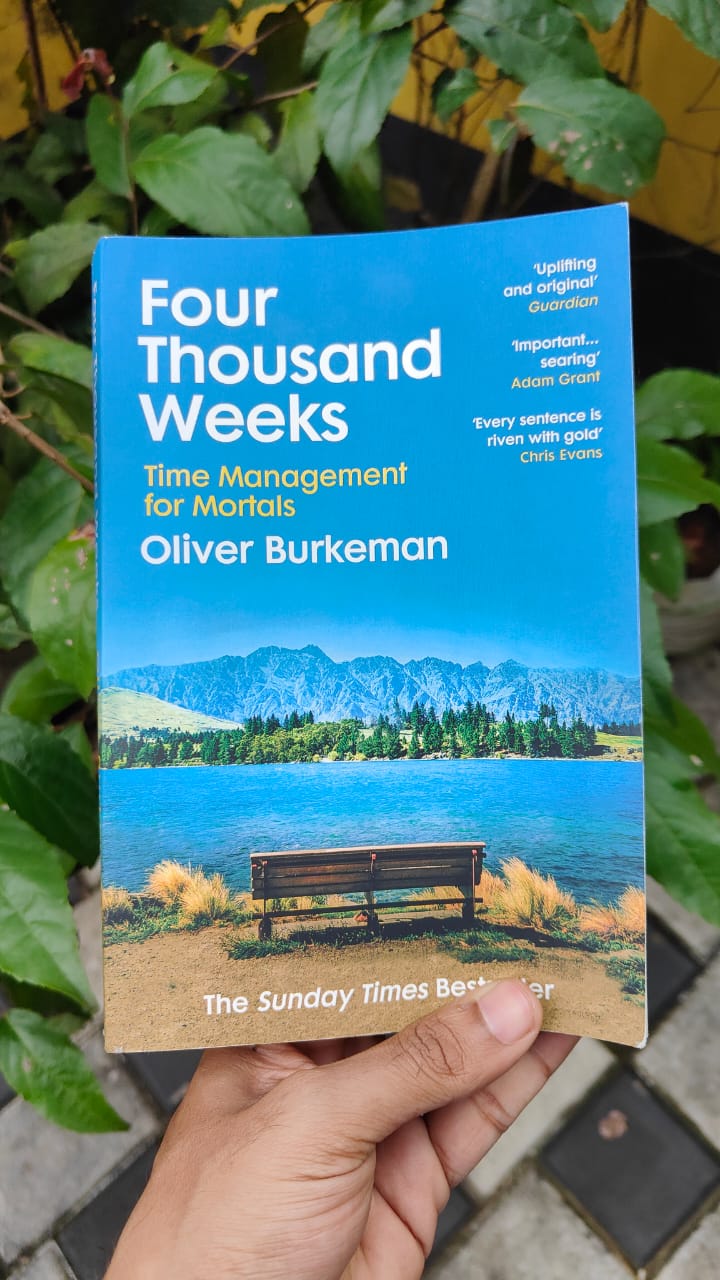 Four
Thousand
Weeks
Time Management
for Mortals
Oliver Burkeman
'Uplifting
and original'
Guardian
'Important...
searing'
Adam Grant
'Every sentence is
riven with gold'
Chris Evans
The Sunday Times Bestseller